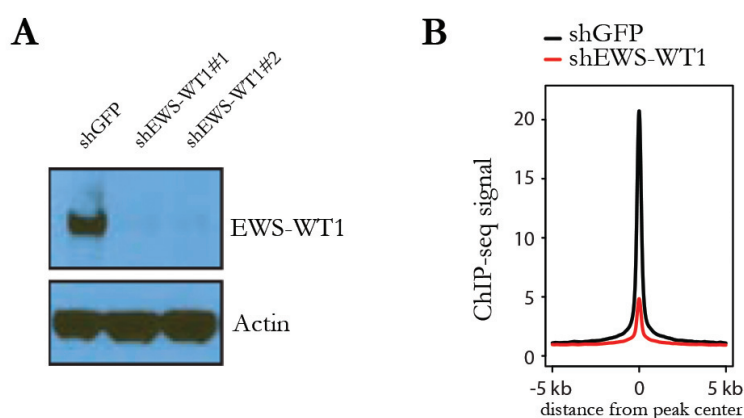 A
shGFP
shEWS-WT1#1
shEWS-WT1#2
EWS-WT1
Actin
B
shGFP
shEWS-WT1
ChIP-seq signal
20
15
10
5
0
-5 kb 0 5 kb
distance from peak center